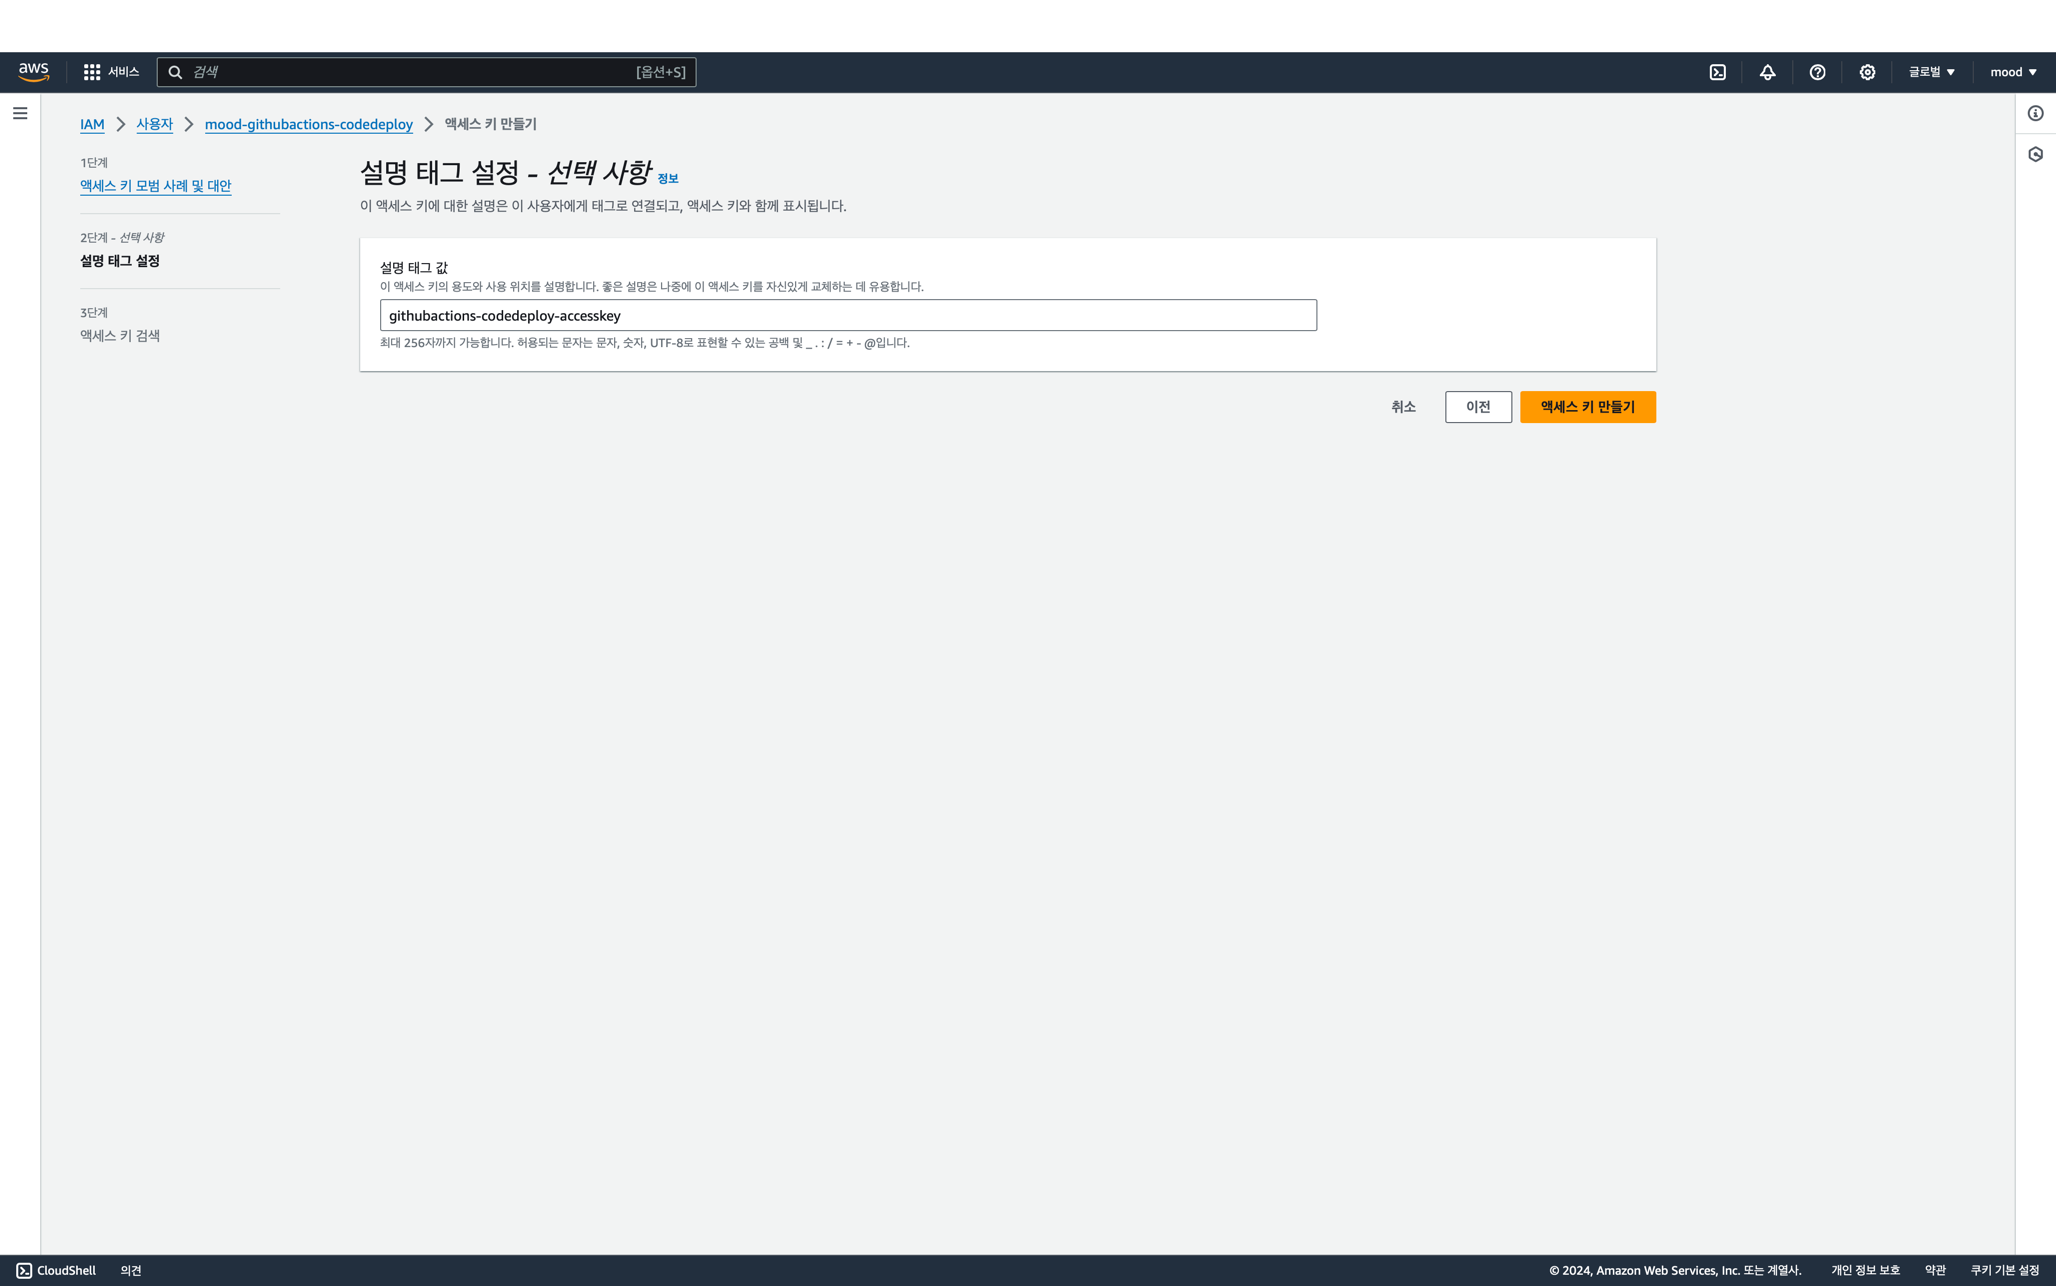 aws 서비스 검색 [옵션+S] 글로벌 ▼ mood ▼
IAM > 사용자 > mood-githubactions-codedeploy > 액세스 키 만들기
1단계
액세스 키 모범 사례 및 대안
2단계 - 선택 사항
설명 태그 설정
3단계
액세스 키 검색
설명 태그 설정 - 선택 사항 정보
이 액세스 키에 대한 설명은 이 사용자에게 태그로 연결되고, 액세스 키와 함께 표시됩니다.
설명 태그 값
이 액세스 키의 용도와 사용 위치를 설명합니다. 좋은 설명은 나중에 이 액세스 키를 자신있게 교체하는 데 유용합니다.
githubactions-codedeploy-accesskey
최대 256자까지 가능합니다. 허용되는 문자는 문자, 숫자, UTF-8로 표현할 수 있는 공백 및 _ . : / = + - @입니다.
취소 이전 액세스 키 만들기
CloudShell 의견 © 2024, Amazon Web Services, Inc. 또는 계열사. 개인 정보 보호 약관 쿠키 기본 설정